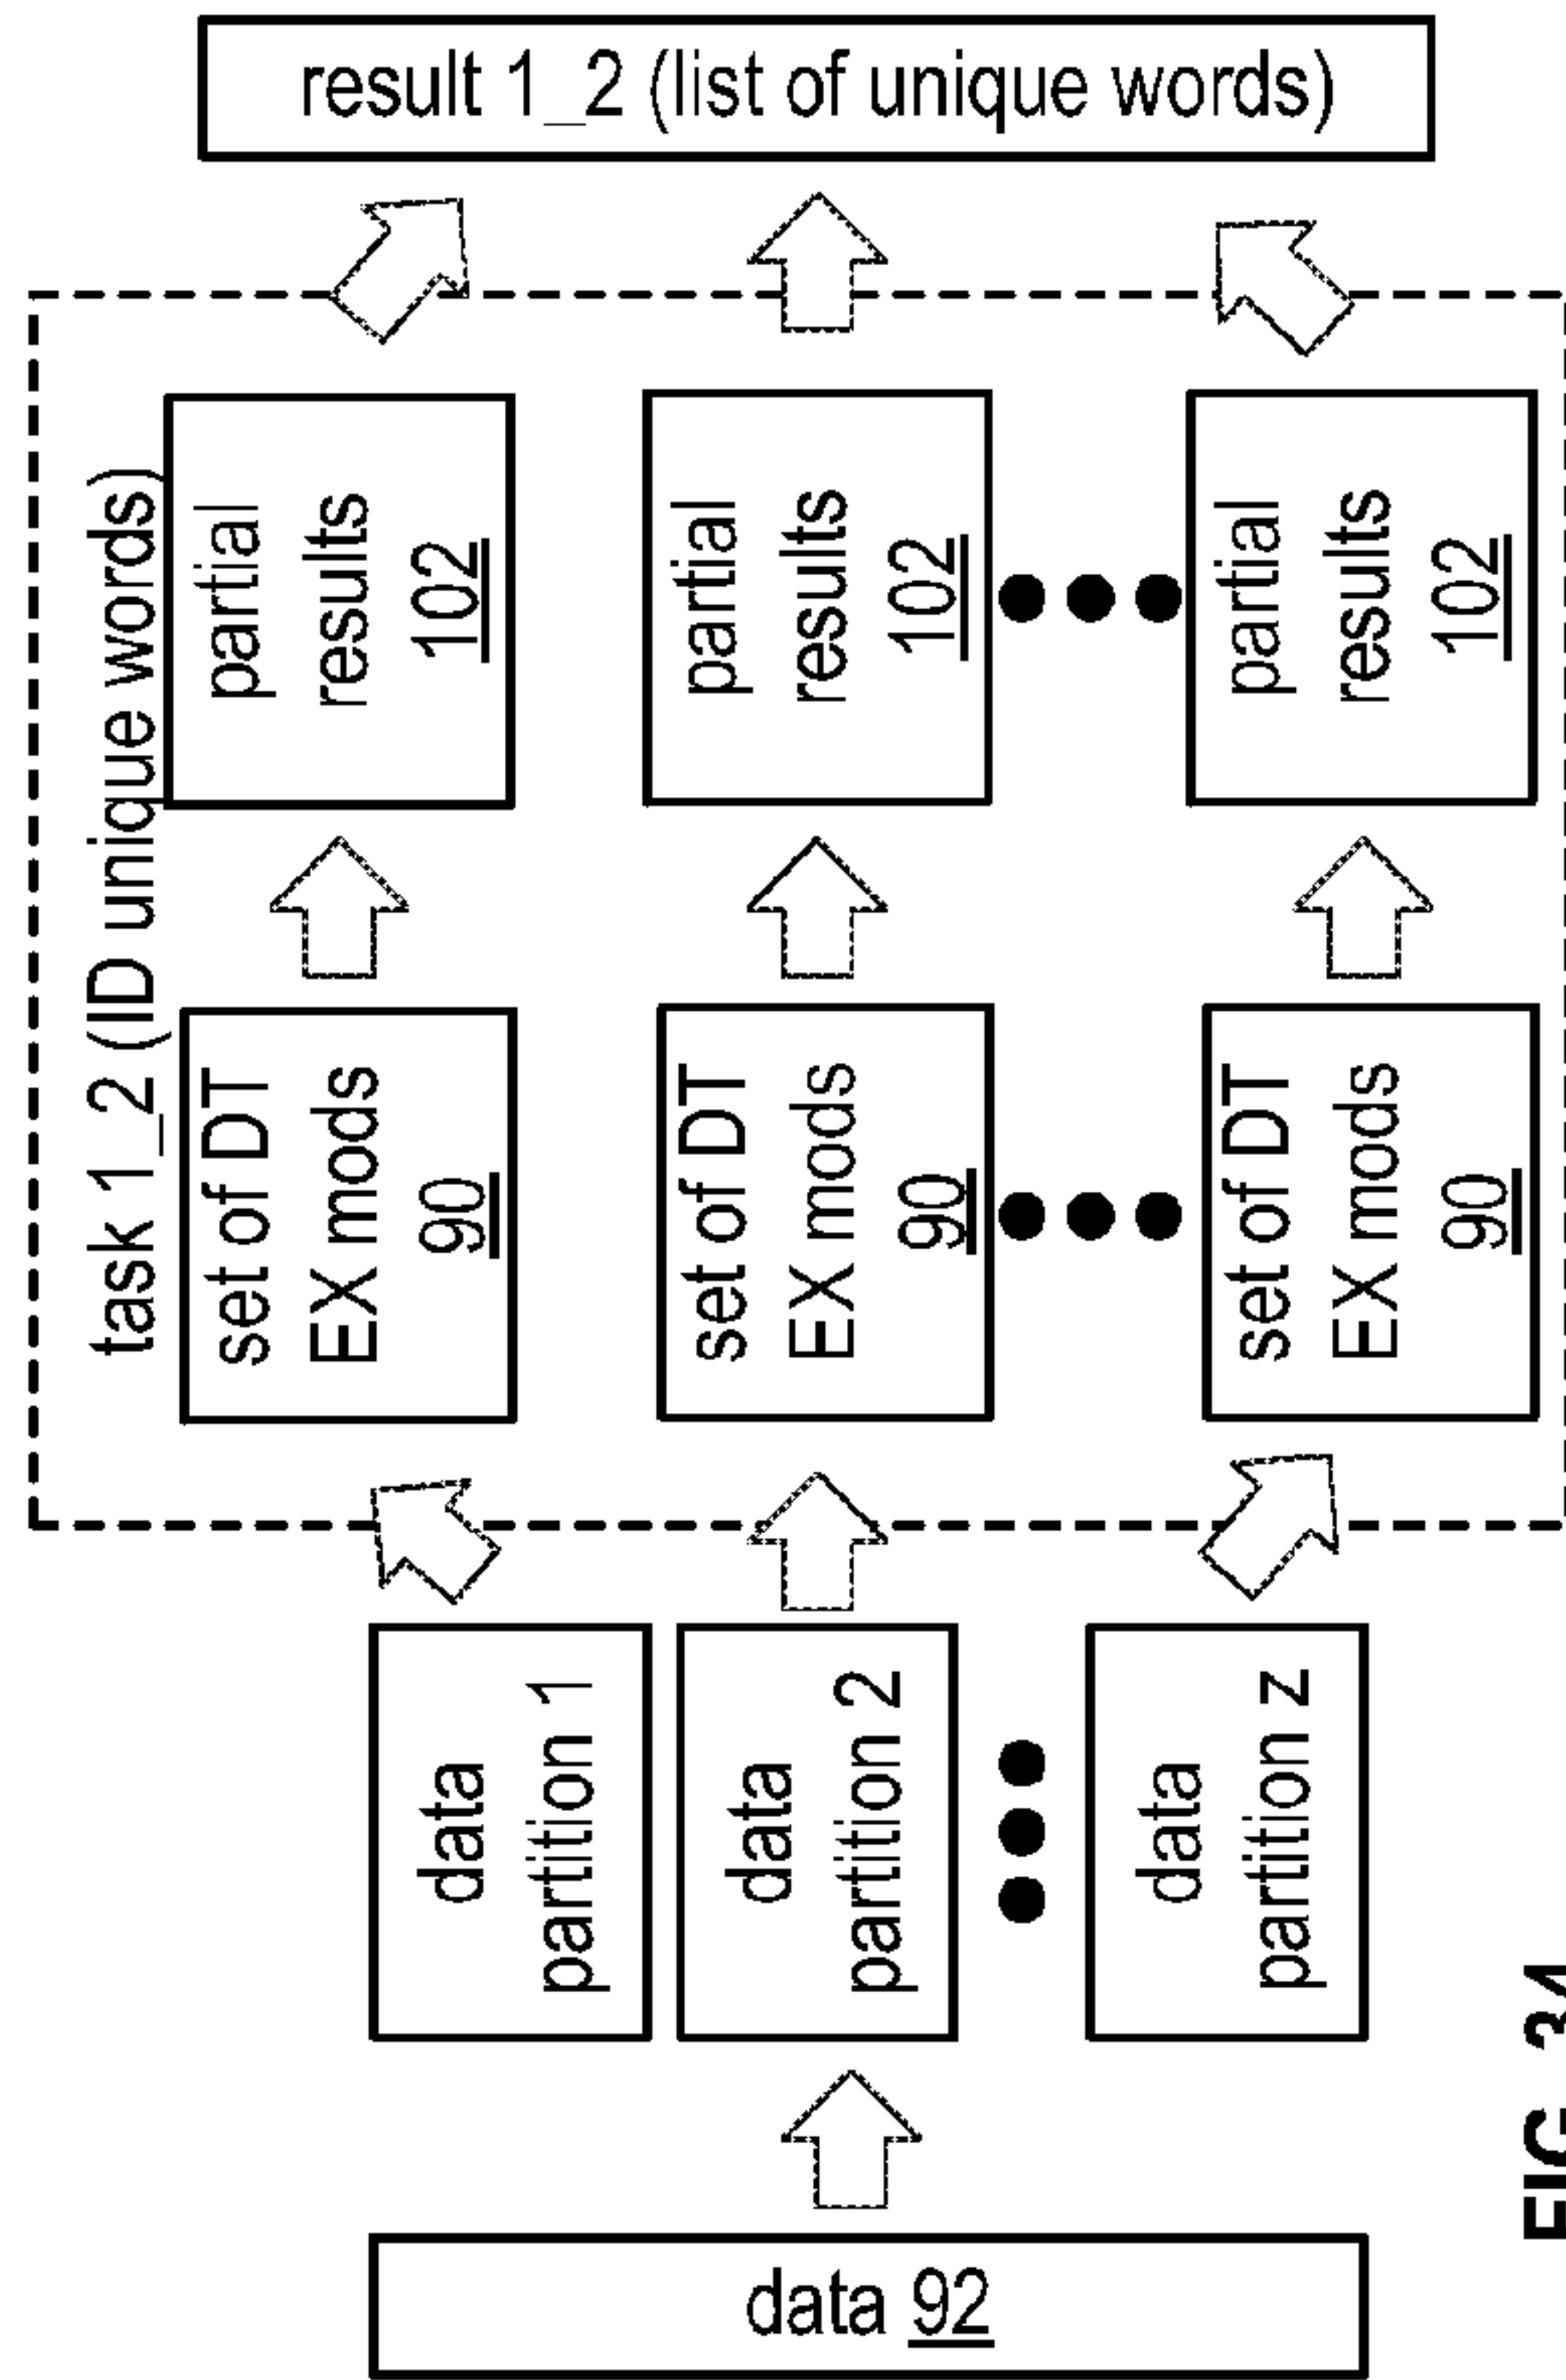 result 1_2 (list of unique words)
task 1_2 (ID unique words)
partial
results
102
partial
results
102
partial
results
102
set of DT
EX mods
90
set of DT
EX mods
90
set of DT
EX mods
90
data
partition 1
data
partition 2
data
partition z
data 92
FIG. 34